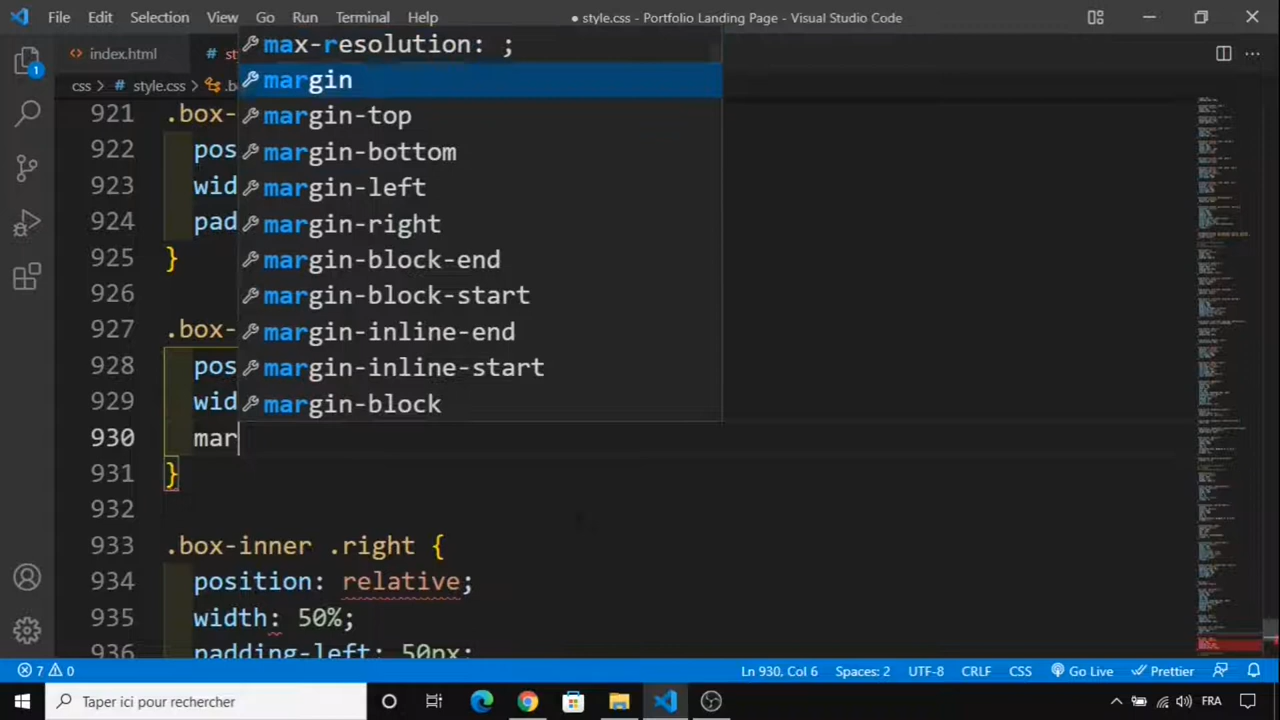 File Edit Selection View Go Run Terminal Help
● style.css - Portfolio Landing Page - Visual Studio Code
index.html
# st
css > # style.css > .b
max-resolution: ;
margin
margin-top
margin-bottom
margin-left
margin-right
margin-block-end
margin-block-start
margin-inline-end
margin-inline-start
margin-block
921 .box-
922 pos
923 wid
924 pad
925 }
926
927 .box-
928 pos
929 wid
930 mar
931 }
932
933 .box-inner .right {
934 position: relative;
935 width: 50%;
936 padding-left: 50px;
1
7 0 Ln 930, Col 6 Spaces: 2 UTF-8 CRLF CSS Go Live Prettier
Taper ici pour rechercher FRA